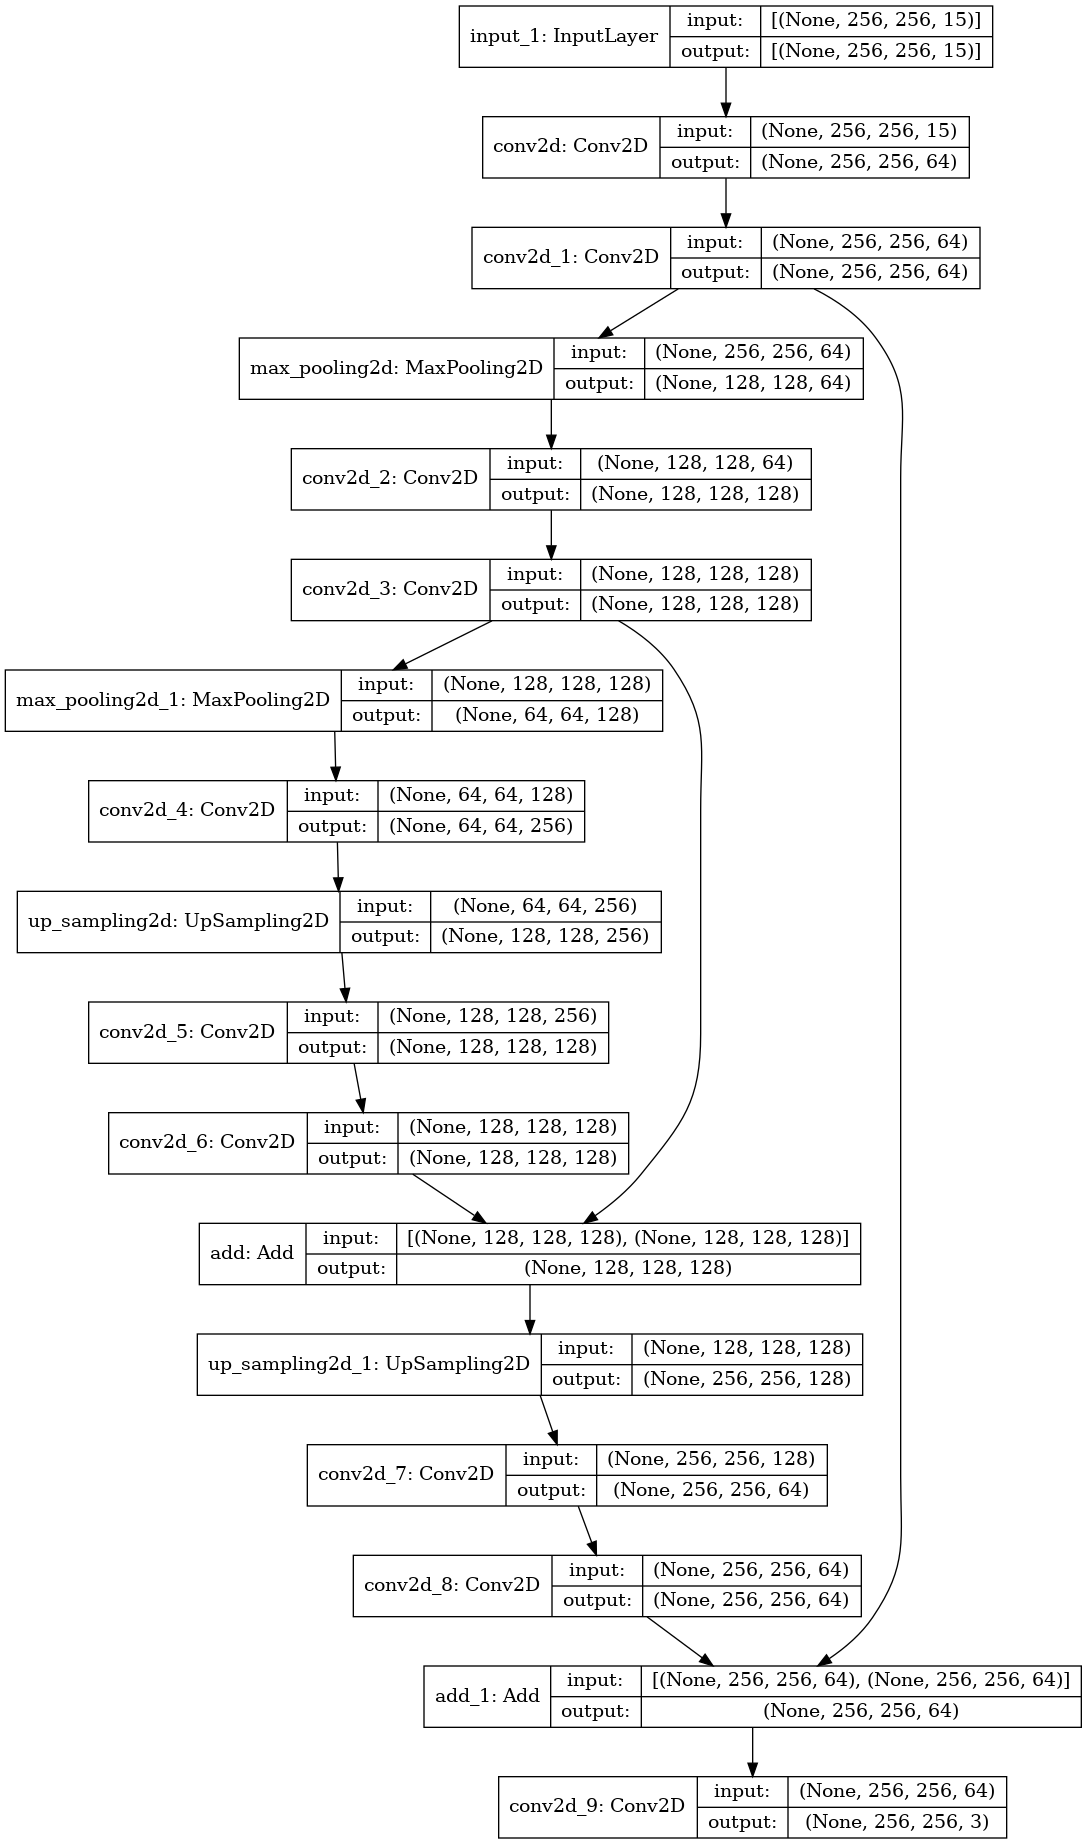 input_1: InputLayer
input: [(None, 256, 256, 15)]
output: [(None, 256, 256, 15)]
conv2d: Conv2D
input: (None, 256, 256, 15)
output: (None, 256, 256, 64)
conv2d_1: Conv2D
input: (None, 256, 256, 64)
output: (None, 256, 256, 64)
max_pooling2d: MaxPooling2D
input: (None, 256, 256, 64)
output: (None, 128, 128, 64)
conv2d_2: Conv2D
input: (None, 128, 128, 64)
output: (None, 128, 128, 128)
conv2d_3: Conv2D
input: (None, 128, 128, 128)
output: (None, 128, 128, 128)
max_pooling2d_1: MaxPooling2D
input: (None, 128, 128, 128)
output: (None, 64, 64, 128)
conv2d_4: Conv2D
input: (None, 64, 64, 128)
output: (None, 64, 64, 256)
up_sampling2d: UpSampling2D
input: (None, 64, 64, 256)
output: (None, 128, 128, 256)
conv2d_5: Conv2D
input: (None, 128, 128, 256)
output: (None, 128, 128, 128)
conv2d_6: Conv2D
input: (None, 128, 128, 128)
output: (None, 128, 128, 128)
add: Add
input: [(None, 128, 128, 128), (None, 128, 128, 128)]
output: (None, 128, 128, 128)
up_sampling2d_1: UpSampling2D
input: (None, 128, 128, 128)
output: (None, 256, 256, 128)
conv2d_7: Conv2D
input: (None, 256, 256, 128)
output: (None, 256, 256, 64)
conv2d_8: Conv2D
input: (None, 256, 256, 64)
output: (None, 256, 256, 64)
add_1: Add
input: [(None, 256, 256, 64), (None, 256, 256, 64)]
output: (None, 256, 256, 64)
conv2d_9: Conv2D
input: (None, 256, 256, 64)
output: (None, 256, 256, 3)